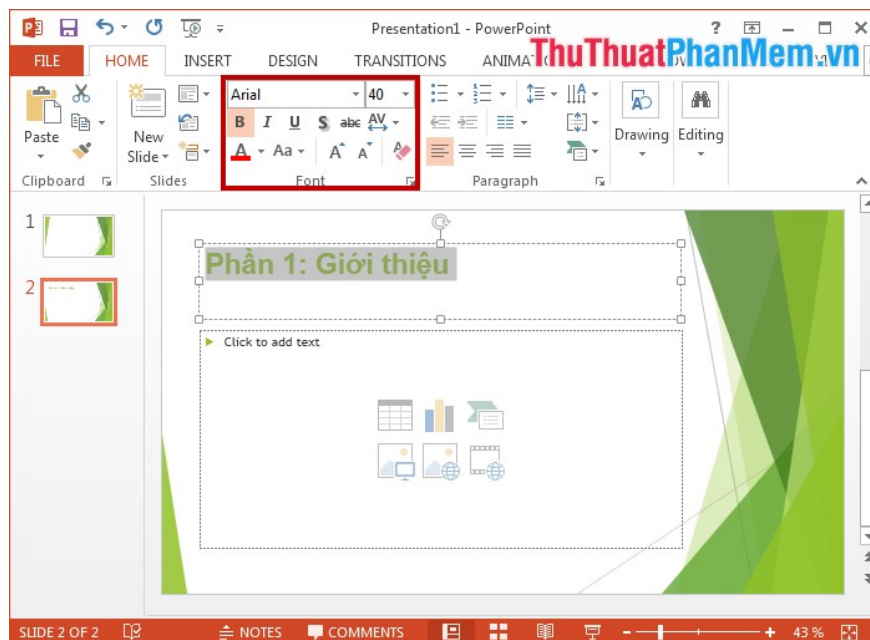 Presentation1 - PowerPoint
?
FILE HOME INSERT DESIGN TRANSITIONS
ThuThuatPhanMem.vn
Arial 40
B I U S abc AV
A Aa A A
Paste
New
Slide
Drawing Editing
Clipboard Slides Font Paragraph
1
2
Phần 1: Giới thiệu
Click to add text
SLIDE 2 OF 2 NOTES COMMENTS 43 %